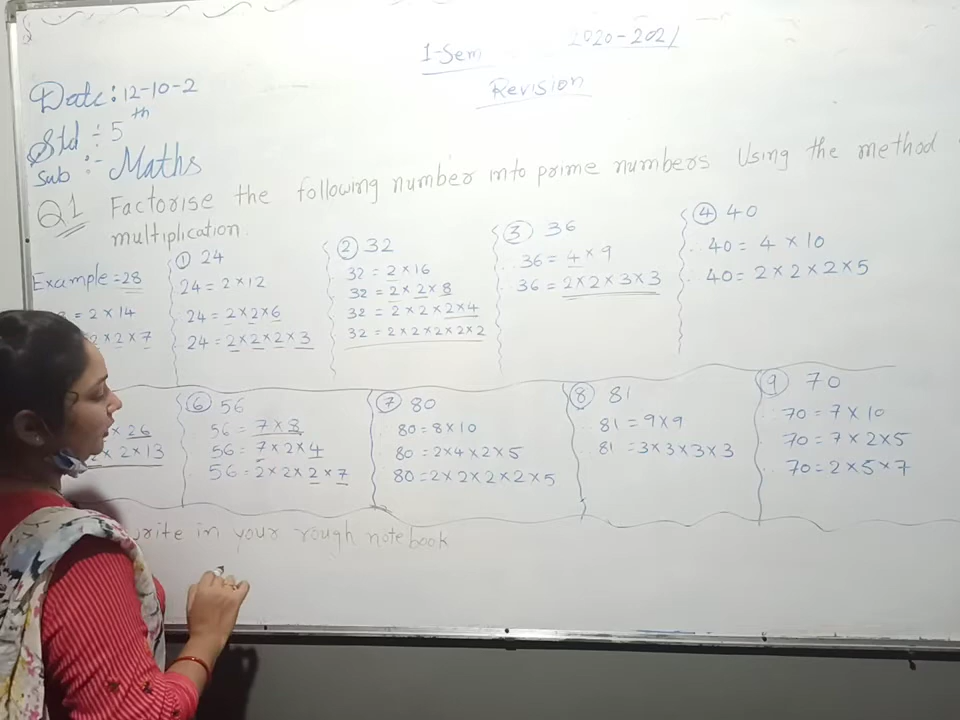 1-Sem 2020-2021
Revision
Date: 12-10-2
Std ÷ 5th
Sub :- Maths
Q1 Factorise the following number into prime numbers Using the method
multiplication.
Example = 28
= 2 × 14
2 × 2 × 7
① 24
24 = 2 × 12
24 = 2 × 2 × 6
24 = 2 × 2 × 2 × 3
② 32
32 = 2 × 16
32 = 2 × 2 × 8
32 = 2 × 2 × 2 × 4
32 = 2 × 2 × 2 × 2 × 2
③ 36
∴ 36 = 4 × 9
∴ 36 = 2 × 2 × 3 × 3
④ 40
∴ 40 = 4 × 10
∴ 40 = 2 × 2 × 2 × 5
× 26
× 2 × 13
⑥ 56
56 = 7 × 8
56 = 7 × 2 × 4
56 = 2 × 2 × 2 × 7
⑦ 80
80 = 8 × 10
80 = 2 × 4 × 2 × 5
80 = 2 × 2 × 2 × 2 × 5
⑧ 81
81 = 9 × 9
81 = 3 × 3 × 3 × 3
⑨ 70
∴ 70 = 7 × 10
∴ 70 = 7 × 2 × 5
∴ 70 = 2 × 5 × 7
write in your rough notebook